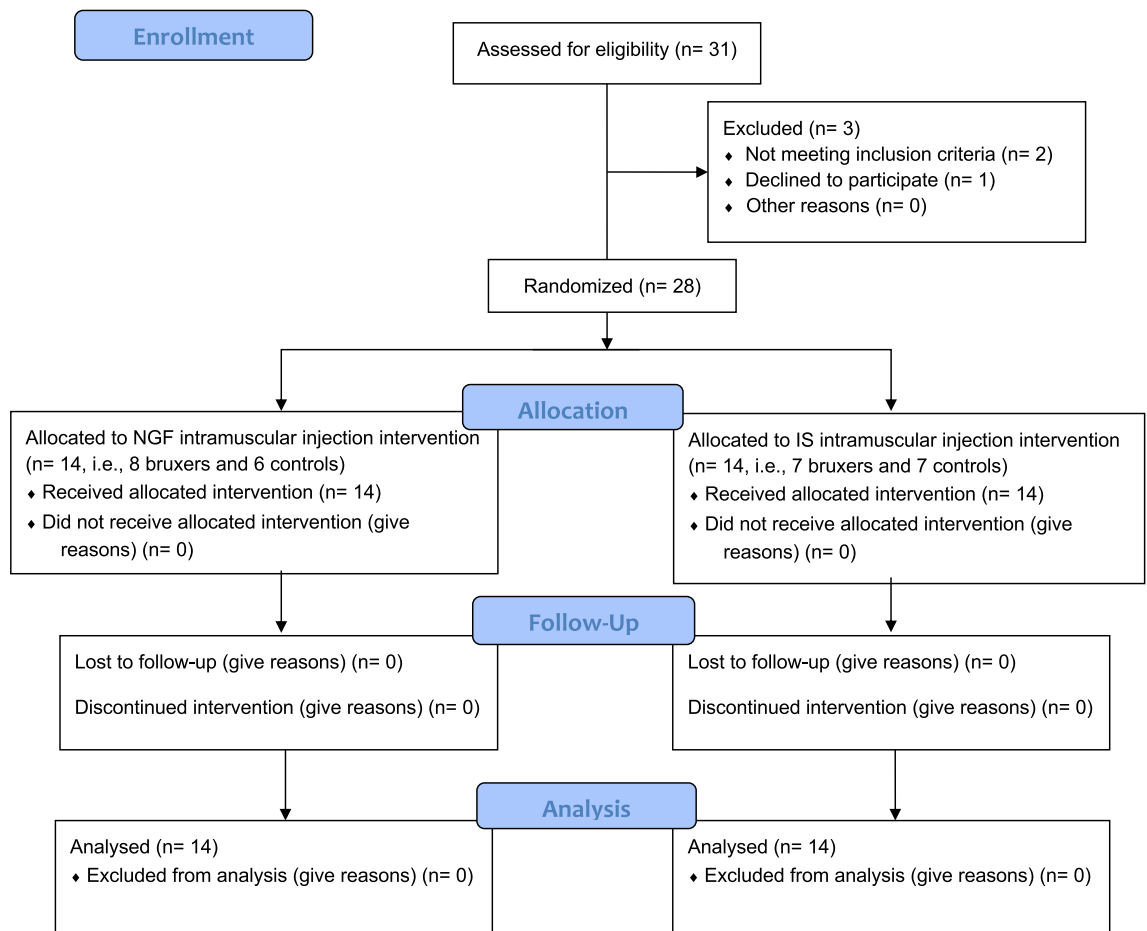 Enrollment
Assessed for eligibility (n= 31)
Excluded (n= 3)
♦ Not meeting inclusion criteria (n= 2)
♦ Declined to participate (n= 1)
♦ Other reasons (n= 0)
Randomized (n= 28)
Allocation
Allocated to NGF intramuscular injection intervention
(n= 14, i.e., 8 bruxers and 6 controls)
♦ Received allocated intervention (n= 14)
♦ Did not receive allocated intervention (give
reasons) (n= 0)
Allocated to IS intramuscular injection intervention
(n= 14, i.e., 7 bruxers and 7 controls)
♦ Received allocated intervention (n= 14)
♦ Did not receive allocated intervention (give
reasons) (n= 0)
Follow-Up
Lost to follow-up (give reasons) (n= 0)
Discontinued intervention (give reasons) (n= 0)
Lost to follow-up (give reasons) (n= 0)
Discontinued intervention (give reasons) (n= 0)
Analysis
Analysed (n= 14)
♦ Excluded from analysis (give reasons) (n= 0)
Analysed (n= 14)
♦ Excluded from analysis (give reasons) (n= 0)